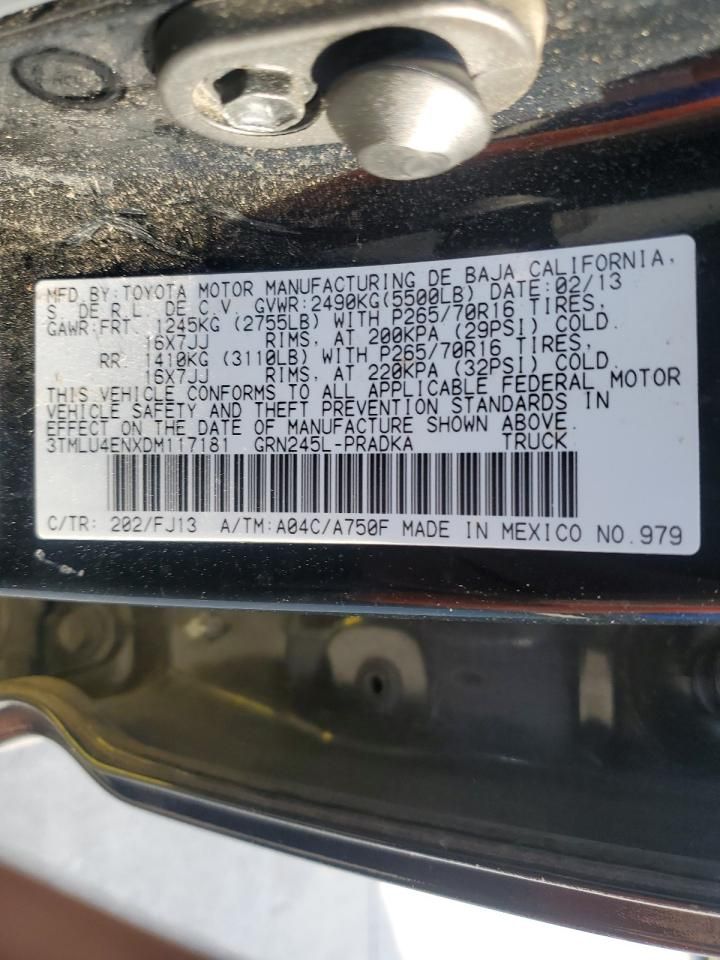 MFD.BY:TOYOTA MOTOR MANUFACTURING DE BAJA CALIFORNIA,
S. DE R.L. DE C.V. GVWR:2490KG(5500LB) DATE:02/13
GAWR:FRT. 1245KG (2755LB) WITH P265/70R16 TIRES,
16X7JJ RIMS, AT 200KPA (29PSI) COLD.
RR. 1410KG (3110LB) WITH P265/70R16 TIRES,
16X7JJ RIMS, AT 220KPA (32PSI) COLD.
THIS VEHICLE CONFORMS TO ALL APPLICABLE FEDERAL MOTOR
VEHICLE SAFETY AND THEFT PREVENTION STANDARDS IN
EFFECT ON THE DATE OF MANUFACTURE SHOWN ABOVE.
3TMLU4ENXDM117181 GRN245L-PRADKA TRUCK
C/TR: 202/FJ13 A/TM:A04C/A750F MADE IN MEXICO NO.979